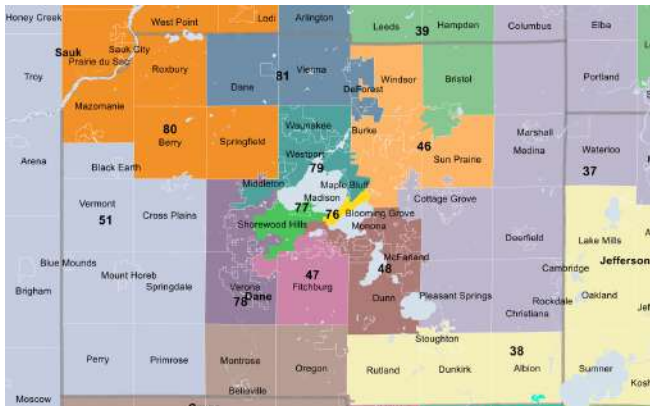 Honey Creek
West Point
Lodi
Arlington
Leeds
39
Hampden
Columbus
Elba
Sauk
Sauk City
Prairie du Sac
Troy
Roxbury
Dane
81
Vienna
DeForest
Windsor
Bristol
Portland
Mazomanie
80
Berry
Springfield
Waunakee
Westport
79
Burke
46
Sun Prairie
Marshall
Medina
Waterloo
37
Arena
Black Earth
Middleton
Maple Bluff
Madison
Vermont
51
Cross Plains
77
76
Shorewood Hills
Blooming Grove
Monona
Cottage Grove
Deerfield
Lake Mills
Jefferson
Blue Mounds
Mount Horeb
Brigham
Springdale
Verona
78
Dane
47
Fitchburg
McFarland
48
Dunn
Pleasant Springs
Cambridge
Rockdale
Christiana
Oakland
Stoughton
38
Perry
Primrose
Montrose
Belleville
Oregon
Rutland
Dunkirk
Albion
Sumner
Moscow